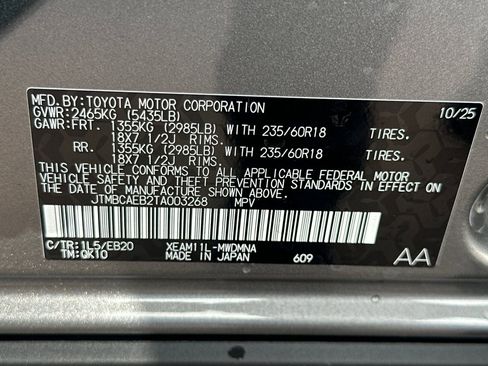 MFD.BY:TOYOTA MOTOR CORPORATION 10/25
GVWR:2465KG (5435LB)
GAWR:FRT. 1355KG (2985LB) WITH 235/60R18 TIRES.
18X7 1/2J RIMS.
RR. 1355KG (2985LB) WITH 235/60R18 TIRES.
18X7 1/2J RIMS.
THIS VEHICLE CONFORMS TO ALL APPLICABLE FEDERAL MOTOR
VEHICLE SAFETY AND THEFT PREVENTION STANDARDS IN EFFECT
ON THE DATE OF MANUFACTURE SHOWN ABOVE.
JTMBCAEB2TA003268 MPV
C/TR:1L5/EB20 XEAM11L-MWDMNA
TM:QK10 MADE IN JAPAN 609 AA